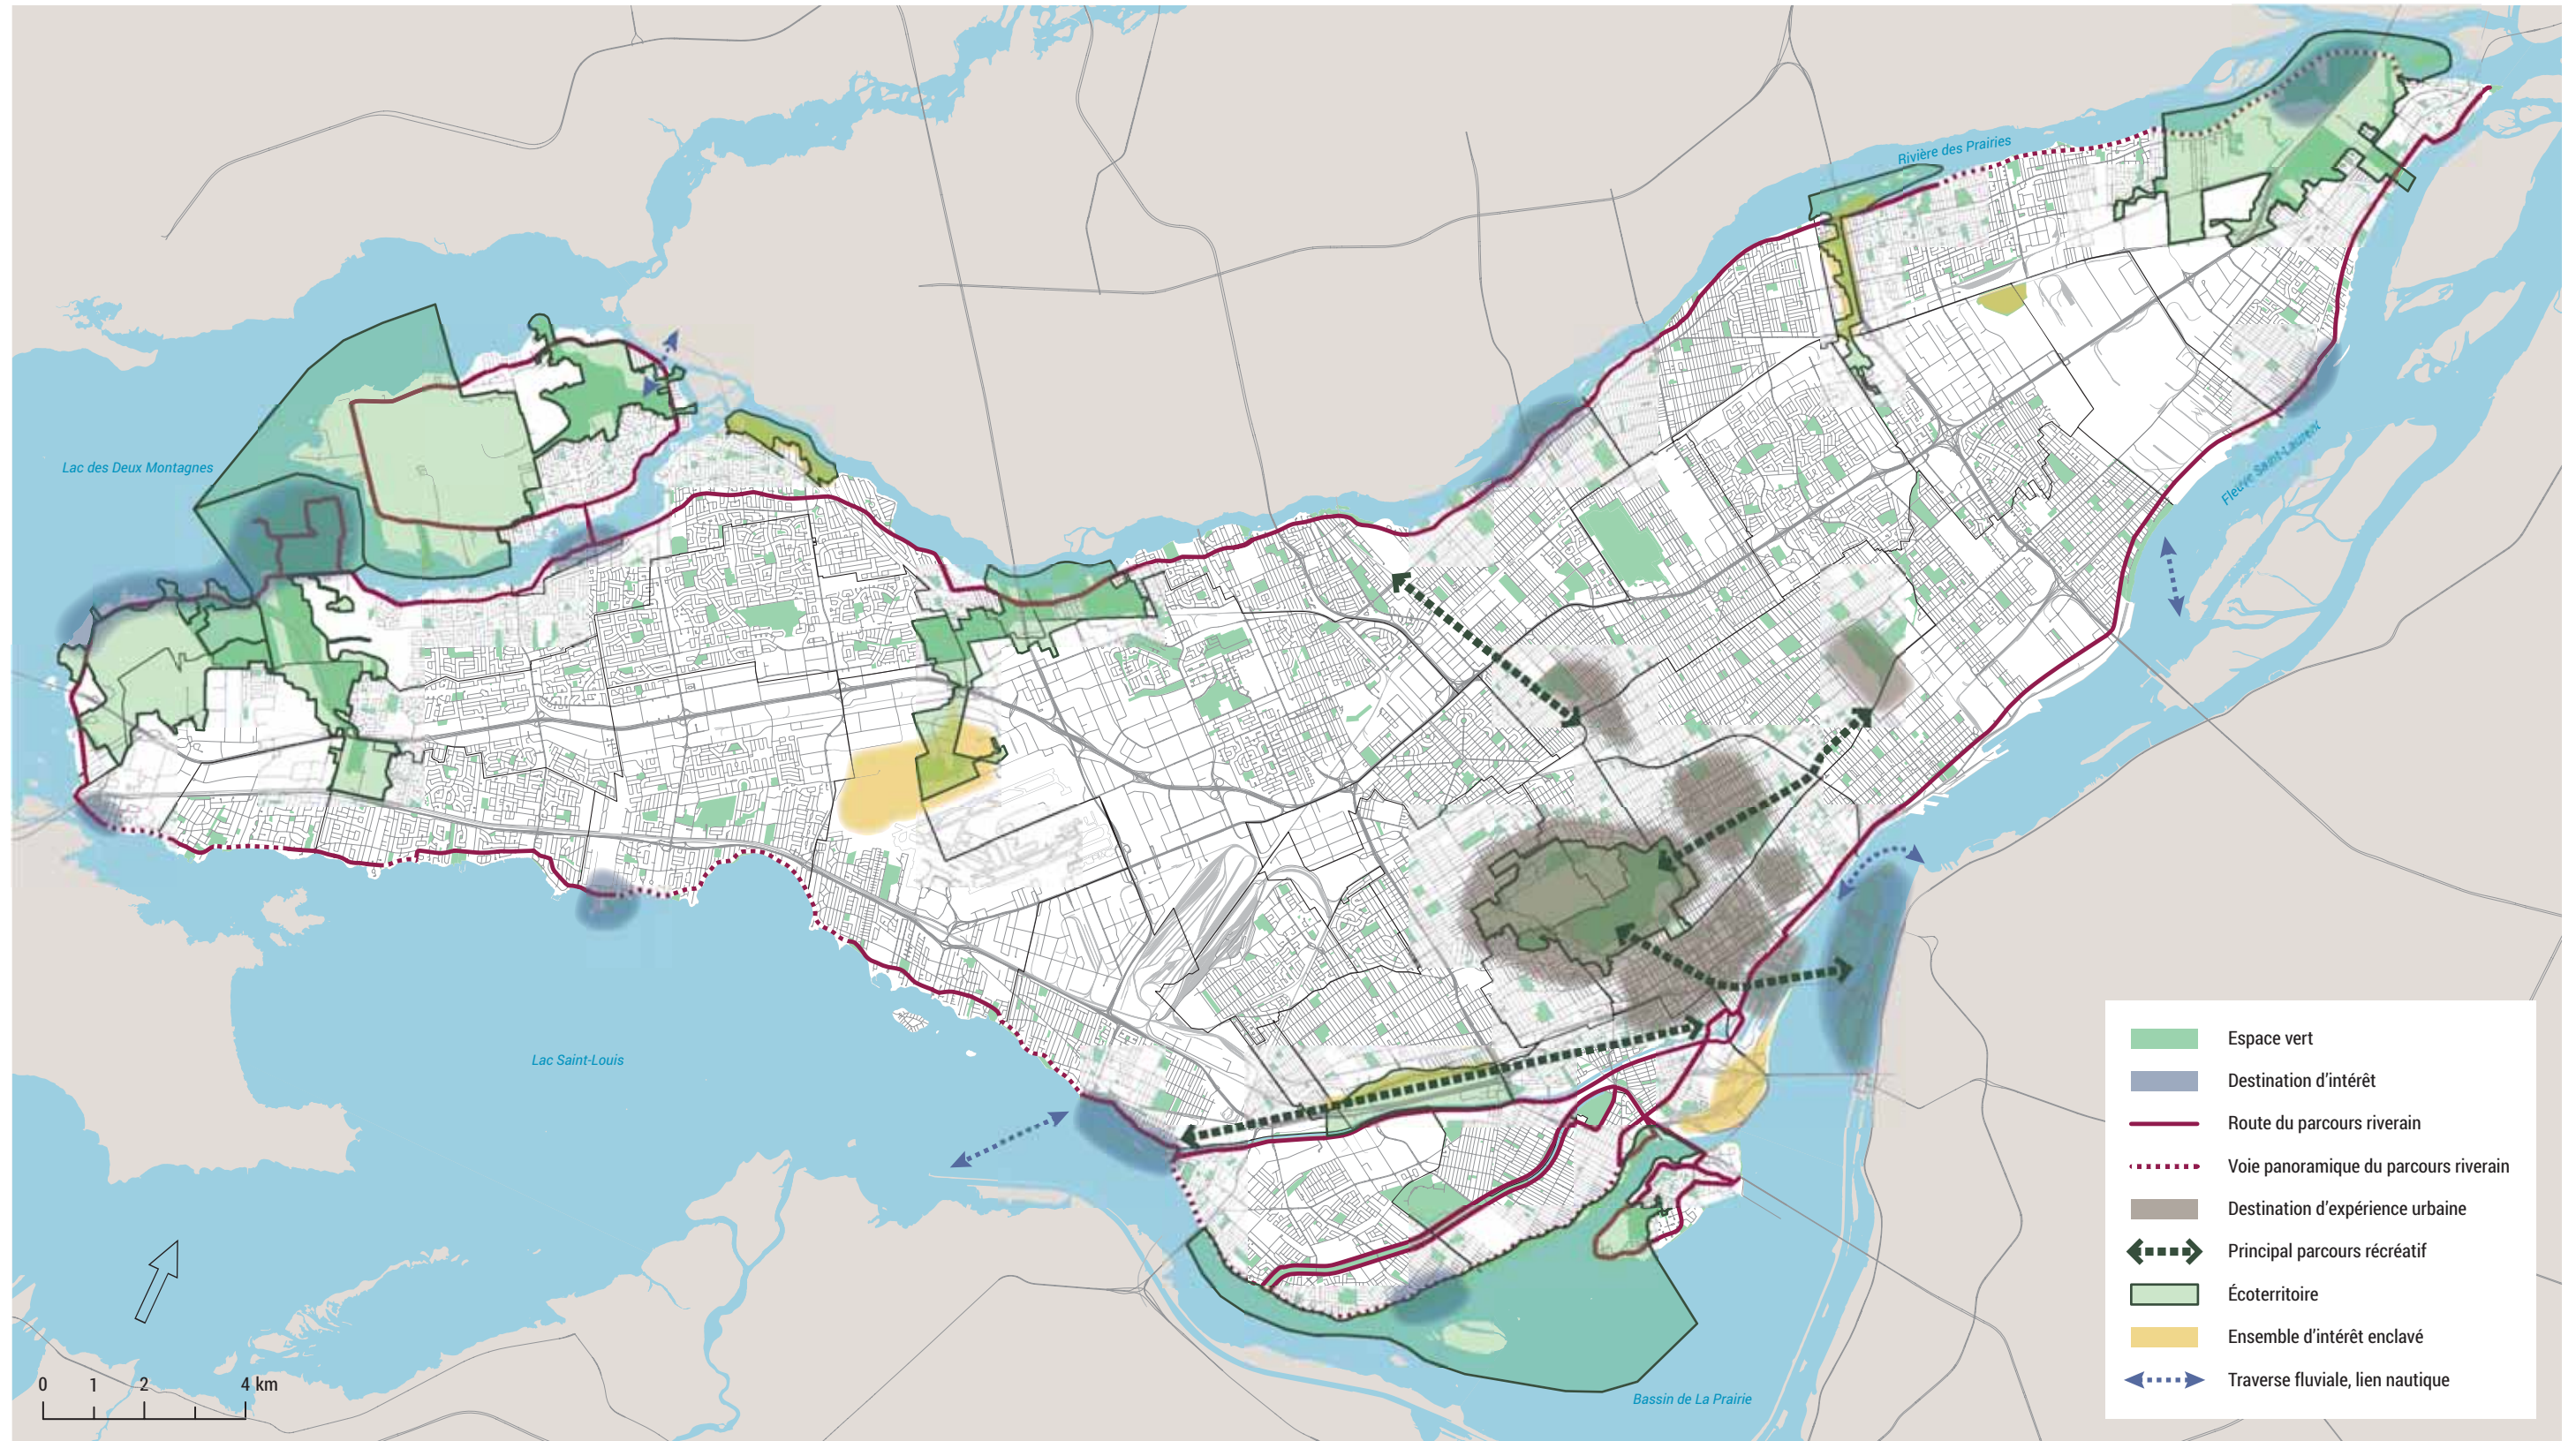 Rivière des Prairies
Lac des Deux Montagnes
Fleuve Saint-Laurent
Lac Saint-Louis
Bassin de La Prairie
0 1 2 4 km
Espace vert
Destination d’intérêt
Route du parcours riverain
Voie panoramique du parcours riverain
Destination d’expérience urbaine
Principal parcours récréatif
Écoterritoire
Ensemble d’intérêt enclavé
Traverse fluviale, lien nautique